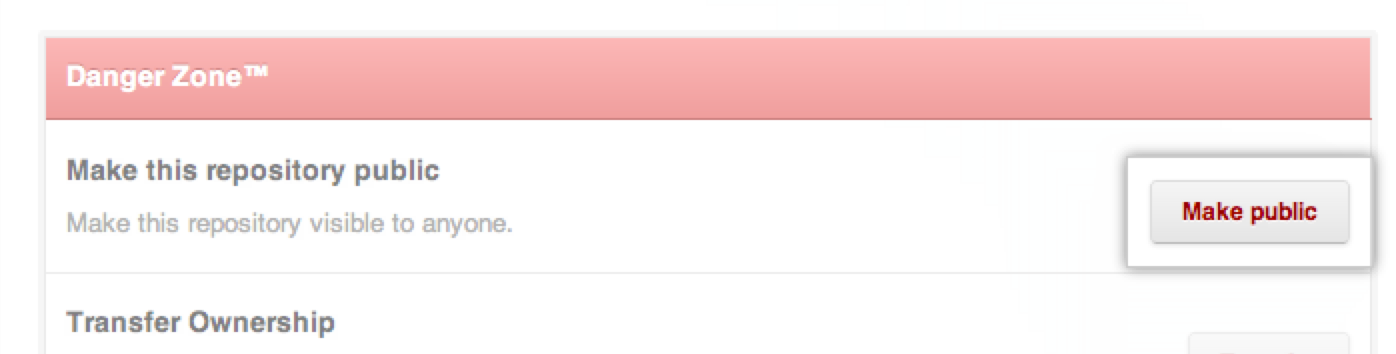 Danger Zone™
Make this repository public
Make this repository visible to anyone.
Make public
Transfer Ownership